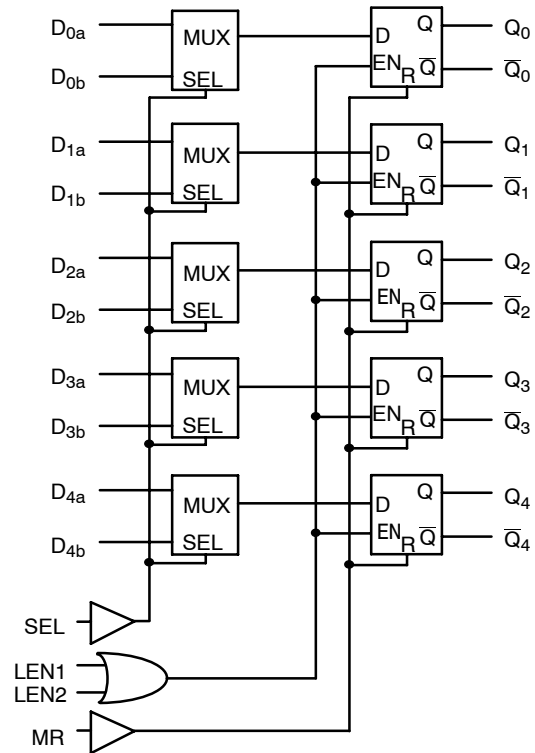 D0a MUX Q Q0
D
D0b SEL EN R Q̅ Q̅0
D1a MUX Q Q1
D
D1b SEL EN R Q̅ Q̅1
D2a MUX Q Q2
D
D2b SEL EN R Q̅ Q̅2
D3a MUX Q Q3
D
D3b SEL EN R Q̅ Q̅3
D4a MUX Q Q4
D
D4b SEL EN R Q̅ Q̅4
SEL
LEN1
LEN2
MR